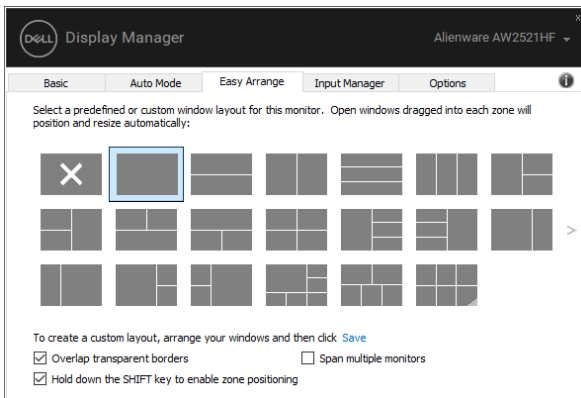 DELL Display Manager
Alienware AW2521HF
Basic Auto Mode Easy Arrange Input Manager Options
Select a predefined or custom window layout for this monitor. Open windows dragged into each zone will
position and resize automatically:
To create a custom layout, arrange your windows and then click Save
Overlap transparent borders Span multiple monitors
Hold down the SHIFT key to enable zone positioning